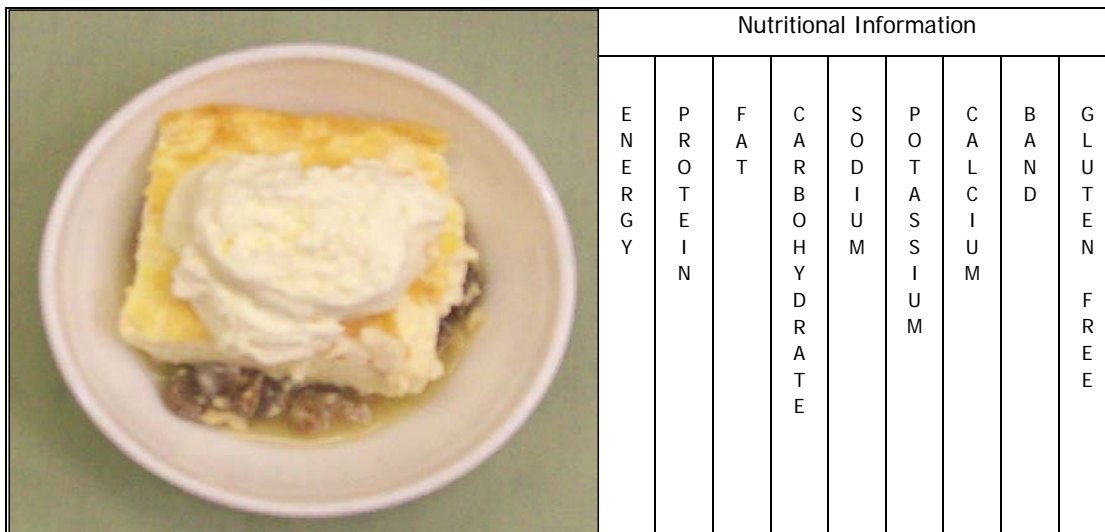 Nutritional Information
ENERGY
PROTEIN
FAT
CARBOHYDRATE
SODIUM
POTASSIUM
CALCIUM
BAND
GLUTEN FREE